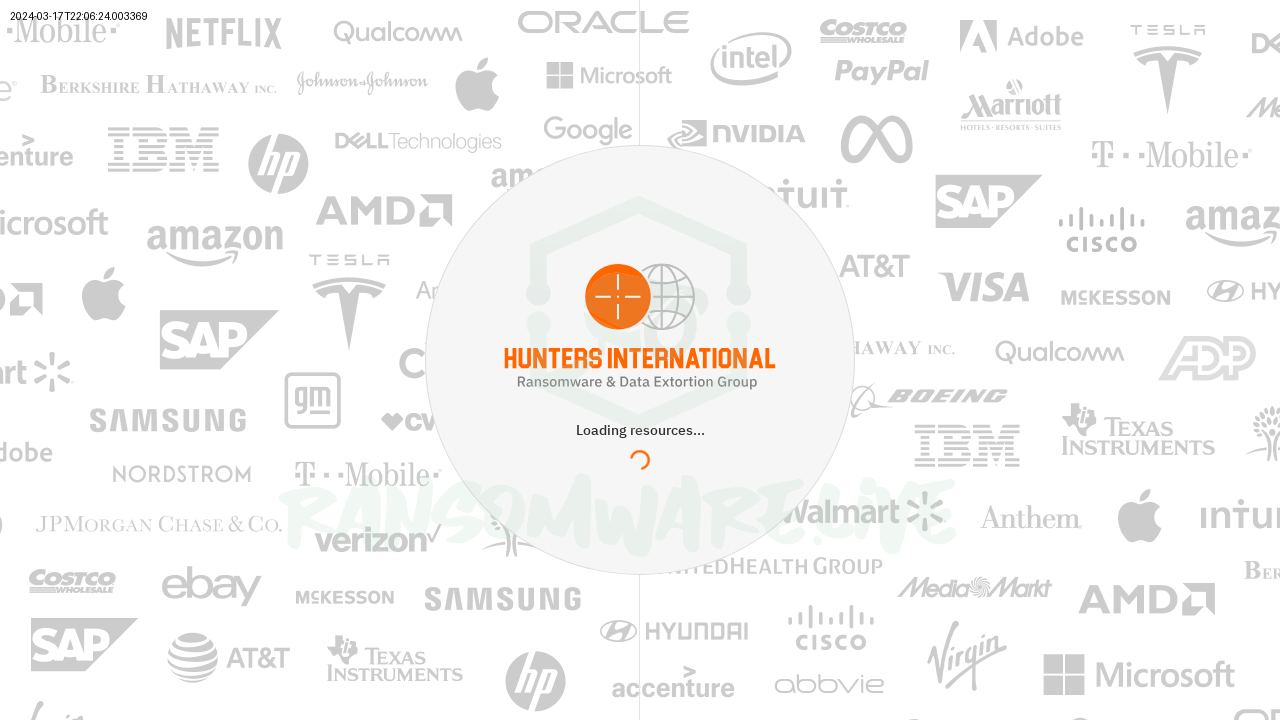 2024-03-17T22:06:24.003369
T · · Mobile ·
NETFLIX
Qualcomm
ORACLE
intel
COSTCO
WHOLESALE
Adobe
TESLA
BERKSHIRE HATHAWAY INC.
Johnson & Johnson
Microsoft
PayPal
Marriott
HOTELS · RESORTS · SUITES
accenture
IBM
hp
DELL Technologies
Google
NVIDIA
T · · Mobile ·
Microsoft
amazon
AMD
intuit
SAP
CISCO
amazon
TESLA
AT&T
VISA
MCKESSON
HUNTERS INTERNATIONAL
Ransomware & Data Extortion Group
Loading resources...
SAP
HATHAWAY INC.
Qualcomm
ADP
SAMSUNG
gm
BOEING
IBM
TEXAS
INSTRUMENTS
Adobe
NORDSTROM
T · · Mobile ·
RANSOMWARE.LIVE
JPMORGAN CHASE & CO.
verizon
Walmart
Anthem
intuit
COSTCO
WHOLESALE
ebay
MCKESSON
SAMSUNG
UNITEDHEALTH GROUP
MediaMarkt
AMD
SAP
AT&T
TEXAS
INSTRUMENTS
hp
HYUNDAI
CISCO
accenture
abbvie
Virgin
Microsoft